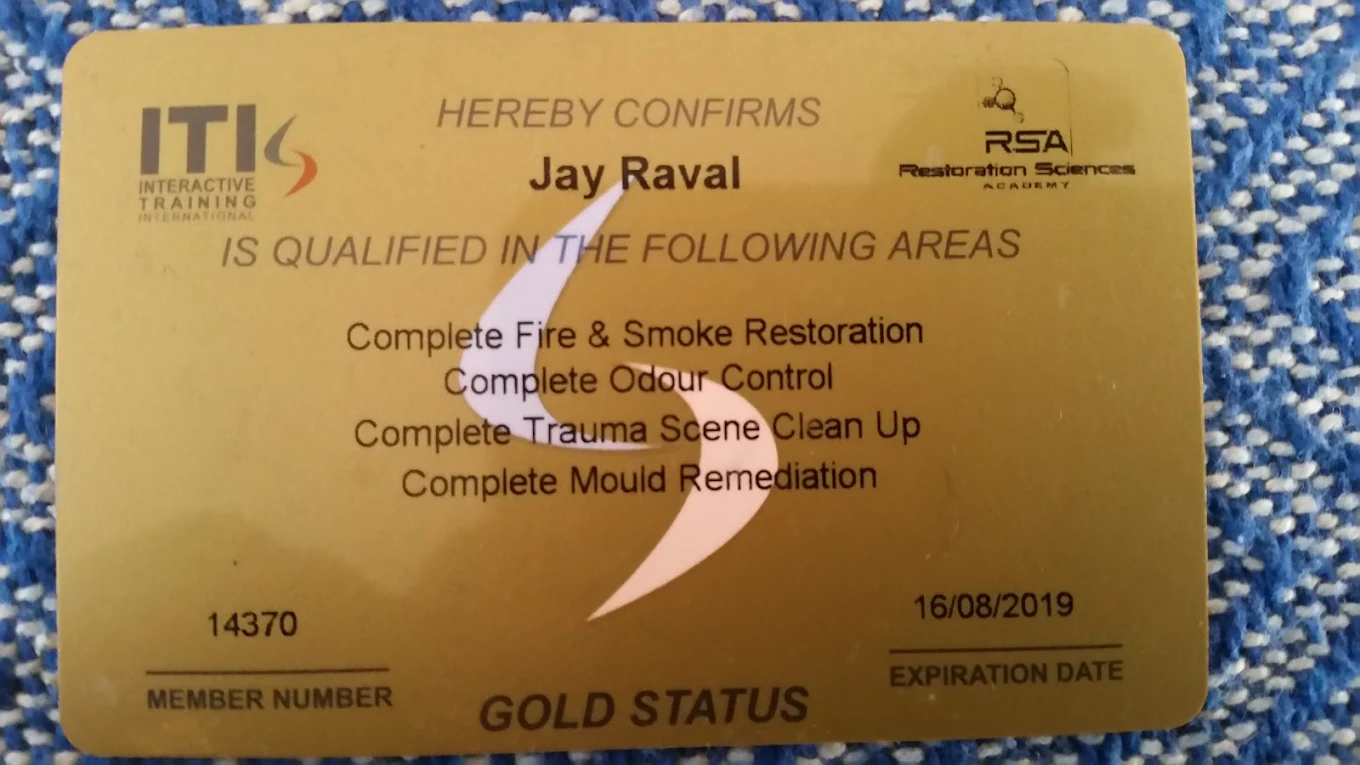 ITI
INTERACTIVE
TRAINING
INTERNATIONAL
HEREBY CONFIRMS
Jay Raval
RSA
Restoration Sciences
ACADEMY
IS QUALIFIED IN THE FOLLOWING AREAS
Complete Fire & Smoke Restoration
Complete Odour Control
Complete Trauma Scene Clean Up
Complete Mould Remediation
14370
MEMBER NUMBER
16/08/2019
EXPIRATION DATE
GOLD STATUS